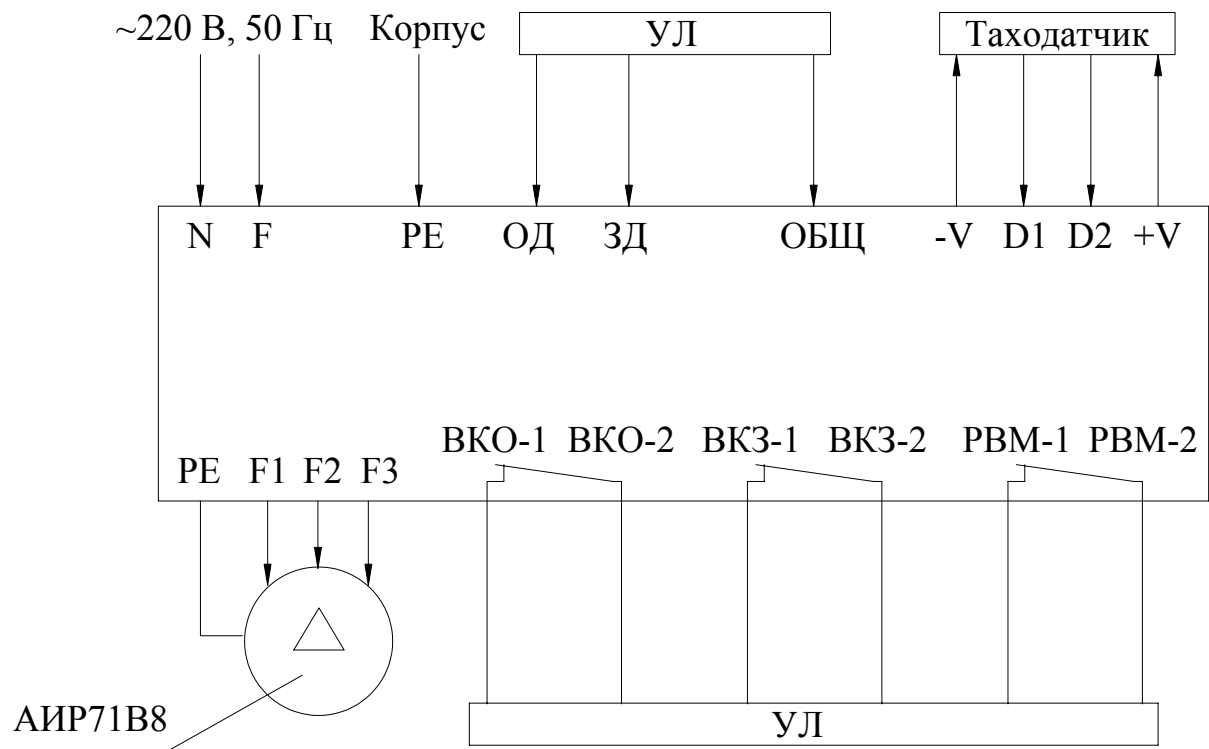 ~220 В, 50 Гц Корпус УЛ Таходатчик
N F PE ОД ЗД ОБЩ -V D1 D2 +V
ВКО-1 ВКО-2 ВКЗ-1 ВКЗ-2 РВМ-1 РВМ-2
PE F1 F2 F3
АИР71В8
УЛ